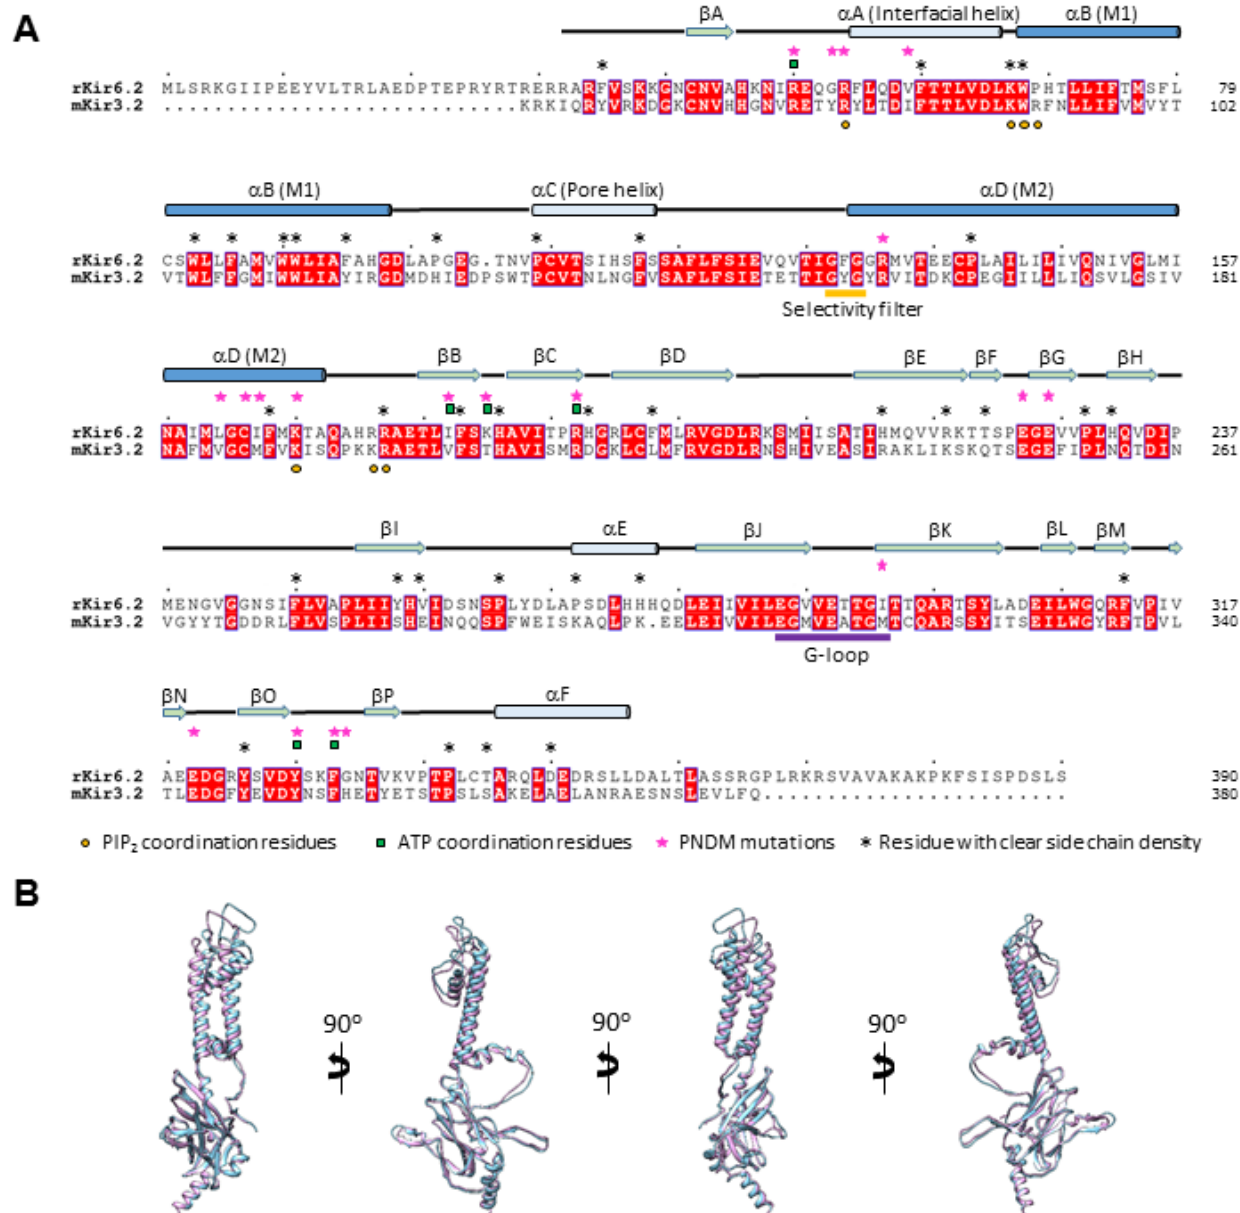 A
βA αA (Interfacial helix) αB (M1)
rKir6.2 MLSRKGIIPEEYVLTRLAEDPTEPRYRTRERRARFVSKKGNCNVAHKNIREQGRFLQDVFTTLVDLKWPHTLLIFTMSFL 79
mKir3.2 ............................KRKIQRYVRKDGKCNVHHGNVRETYRYLTDIFTTLVDLKWRFNLLIFVMVYT 102
αB (M1) αC (Pore helix) αD (M2)
rKir6.2 CSWLLFAMVWWLIAFAHGDLAPGEG.TNVPCVTSIHSFSSAFLFSIEVQVTIGFGGRMVTEECPLAILILIVQNIVGLMI 157
mKir3.2 VTWLFFGMIWWLIAYIRGDMDHIEDPSWTPCVTNLNGFVSAFLFSIETETTIGYGYRVITDKCPEGIILLLIQSVLGSIV 181
Selectivity filter
αD (M2) βB βC βD βE βF βG βH
rKir6.2 NAIMLGCIFMKTAQAHRRAETLIFSKHAVITPRHGRLCFMLRVGDLRKSMIISATIHMQVVRKTTSPEGEVVPLHQVDIP 237
mKir3.2 NAFMVGCMFVKISQPKKRAETLVFSTHAVISMRDGKLCLMFRVGDLRNSHIVEASIRAKLIKSKQTSEGEFIPLNQTDIN 261
βI αE βJ βK βL βM
rKir6.2 MENGVGGNSIFLVAPLIIYHVIDSNSPLYDLAPSDLHHHQDLEIIVILEGVVETTGITTQARTSYLADEILWGQRFVPIV 317
mKir3.2 VGYYTGDDRLFLVSPLIISHEINQQSPFWEISKAQLPK.EELEIVVILEGMVEATGMTCQARSSYITSEILWGYRFTPVL 340
G-loop
βN βO βP αF
rKir6.2 AEEDGRYSVDYSKFGNTVKVPTPLCTARQLDEDRSLLDALTLASSRGPLRKRSVAVAKAKPKFSISPDSLS 390
mKir3.2 TLEDGFYEVDYNSFHETYETSTPSLSAKELAELANRAESNSLEVLFQ........................ 380
PIP2 coordination residues ATP coordination residues PNDM mutations Residue with clear side chain density
B
90° 90° 90°